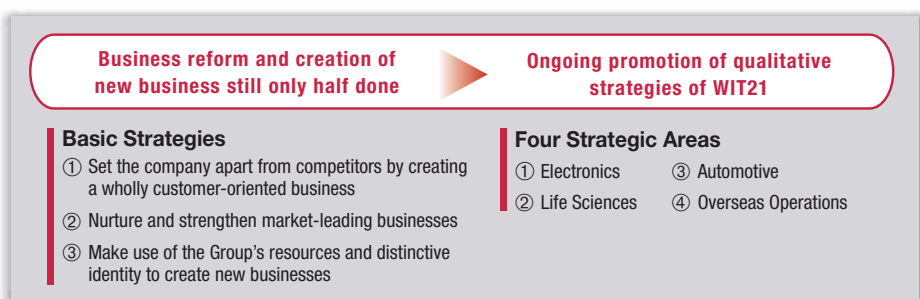 Business reform and creation of
new business still only half done
Ongoing promotion of qualitative
strategies of WIT21
Basic Strategies
① Set the company apart from competitors by creating
a wholly customer-oriented business
② Nurture and strengthen market-leading businesses
③ Make use of the Group’s resources and distinctive
identity to create new businesses
Four Strategic Areas
① Electronics
② Life Sciences
③ Automotive
④ Overseas Operations